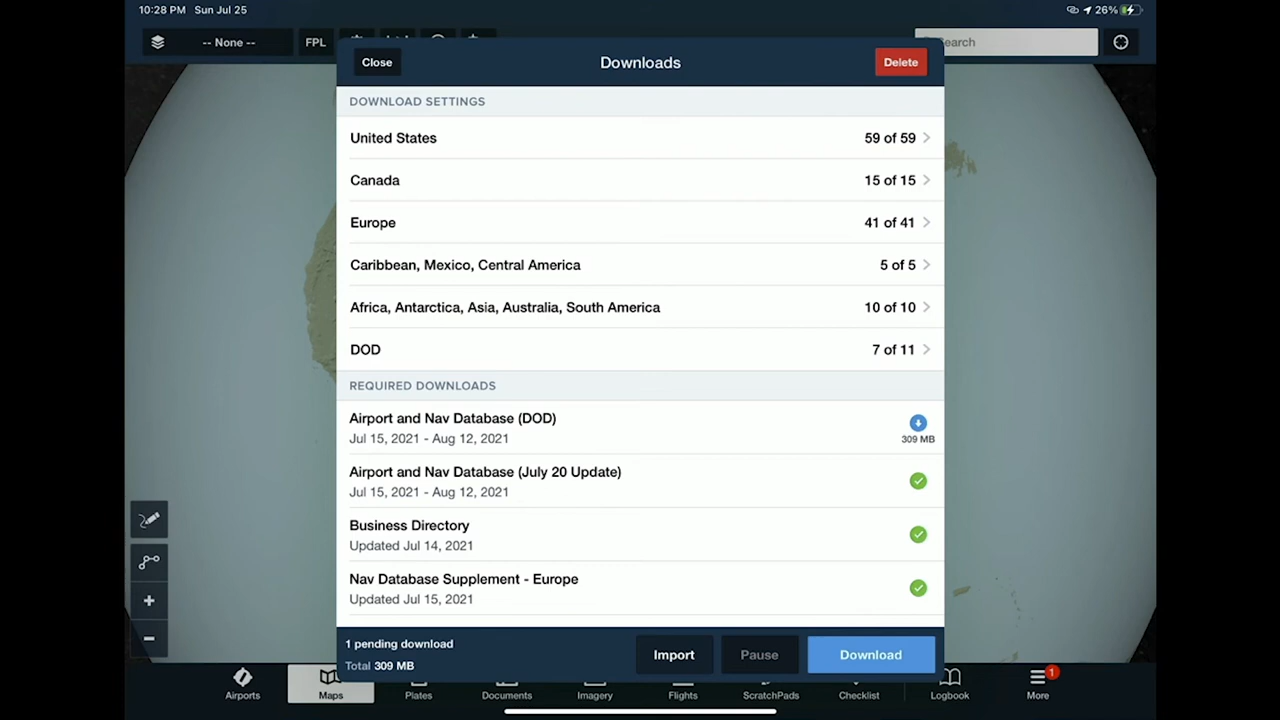 10:28 PM Sun Jul 25
26%
-- None --
FPL
Search
Close
Downloads
Delete
DOWNLOAD SETTINGS
United States
59 of 59
Canada
15 of 15
Europe
41 of 41
Caribbean, Mexico, Central America
5 of 5
Africa, Antarctica, Asia, Australia, South America
10 of 10
DOD
7 of 11
REQUIRED DOWNLOADS
Airport and Nav Database (DOD)
Jul 15, 2021 - Aug 12, 2021
309 MB
Airport and Nav Database (July 20 Update)
Jul 15, 2021 - Aug 12, 2021
Business Directory
Updated Jul 14, 2021
Nav Database Supplement - Europe
Updated Jul 15, 2021
1 pending download
Total 309 MB
Import
Pause
Download
Airports
Maps
Plates
Documents
Imagery
Flights
ScratchPads
Checklist
Logbook
1
More